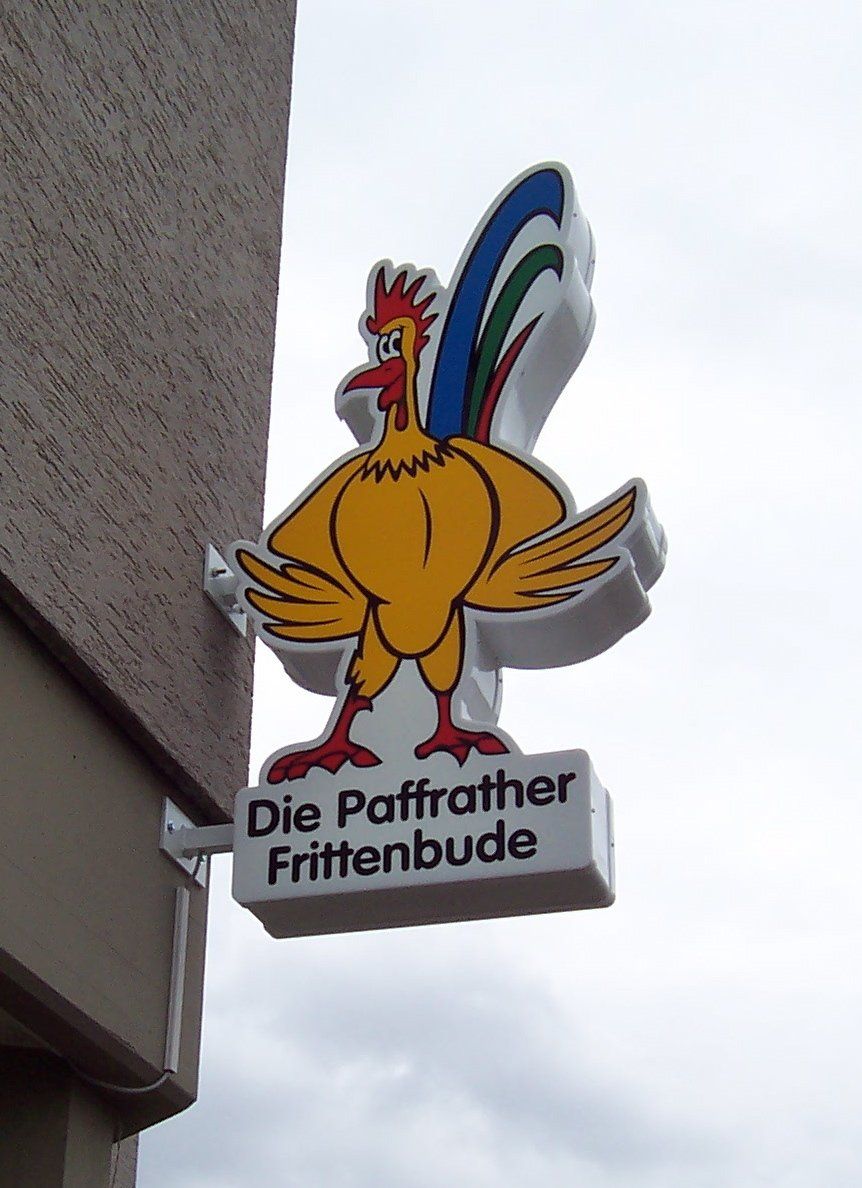 Die Paffrather
Frittenbude